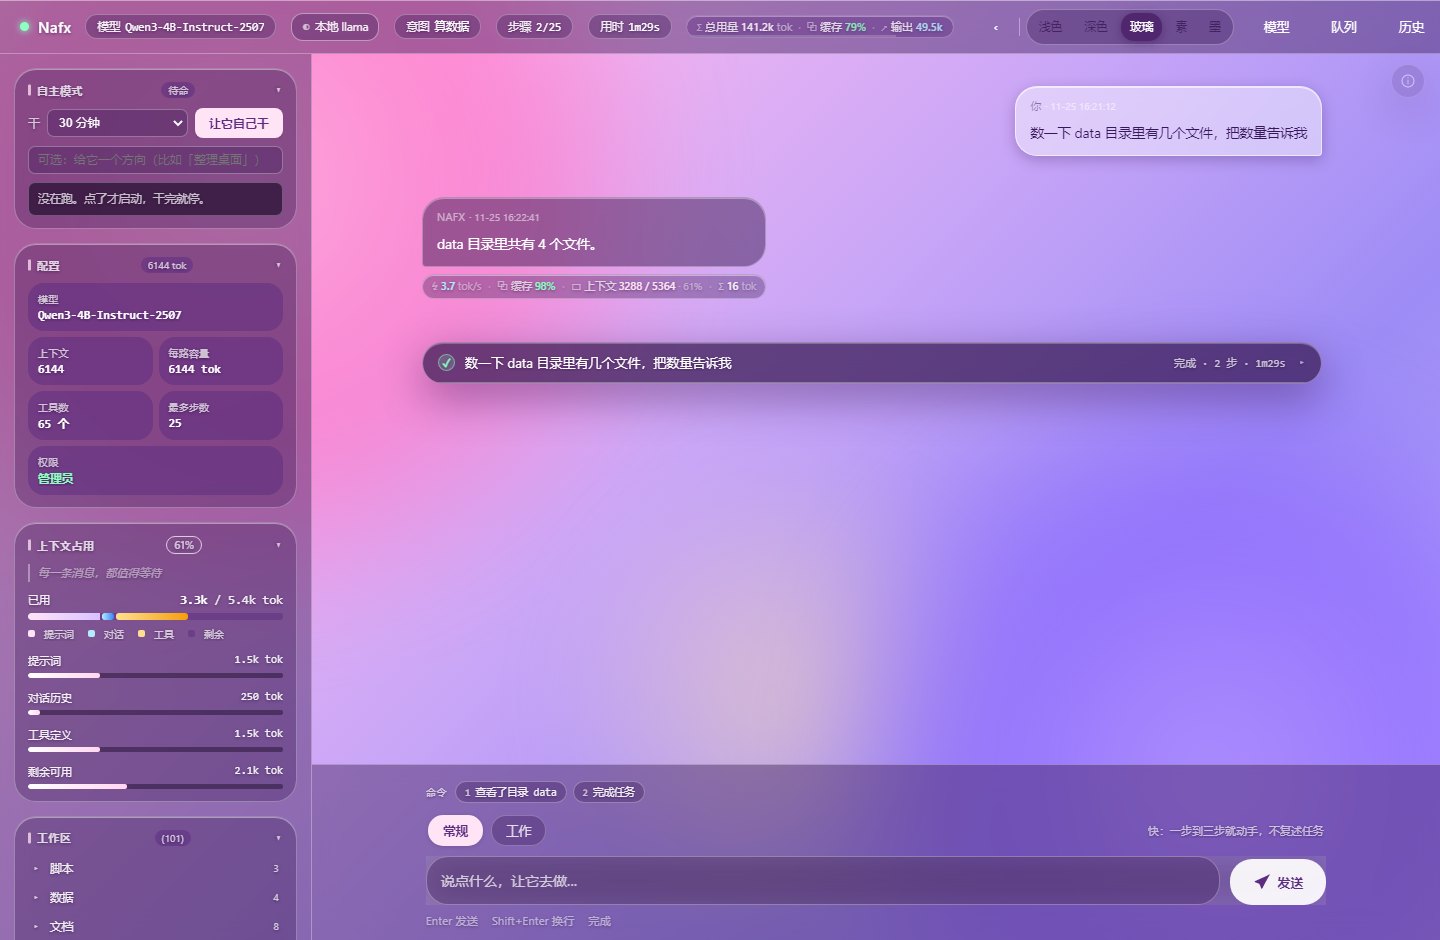 Nafx
模型 Qwen3-4B-Instruct-2507
本地 llama
意图 算数据
步骤 2/25
用时 1m29s
Σ 总用量 141.2k tok · 缓存 79% · 输出 49.5k
浅色 深色 玻璃 素 墨
模型 队列 历史
自主模式 待命
干 30 分钟 让它自己干
可选：给它一个方向（比如「整理桌面」）
没在跑。点了才启动，干完就停。
配置 6144 tok
模型
Qwen3-4B-Instruct-2507
上下文
6144
每路容量
6144 tok
工具数
65 个
最多步数
25
权限
管理员
上下文占用 61%
每一条消息，都值得等待
已用 3.3k / 5.4k tok
提示词 对话 工具 剩余
提示词 1.5k tok
对话历史 250 tok
工具定义 1.5k tok
剩余可用 2.1k tok
工作区 (101)
脚本 3
数据 4
文档 8
你 · 11-25 16:21:12
数一下 data 目录里有几个文件，把数量告诉我
NAFX · 11-25 16:22:41
data 目录里共有 4 个文件。
3.7 tok/s · 缓存 98% · 上下文 3288 / 5364 · 61% · Σ 16 tok
数一下 data 目录里有几个文件，把数量告诉我
完成 · 2 步 · 1m29s
命令 1 查看了目录 data 2 完成任务
常规 工作
快：一步到三步就动手，不复述任务
说点什么，让它去做...
发送
Enter 发送 Shift+Enter 换行 完成